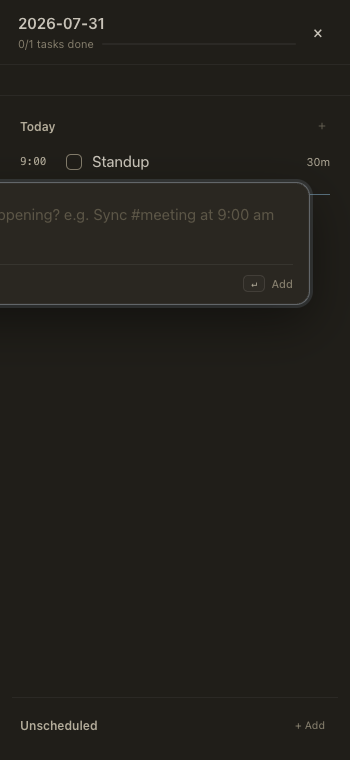 2026-07-31
0/1 tasks done
×
Today +
9:00 Standup 30m
opening? e.g. Sync #meeting at 9:00 am
↵ Add
Unscheduled + Add